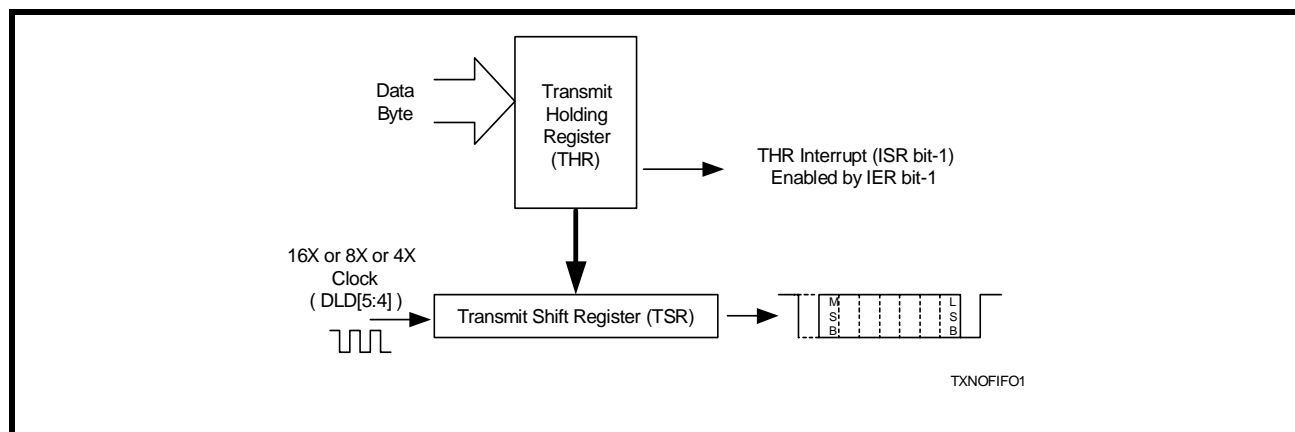 Data
Byte
Transmit
Holding
Register
(THR)
THR Interrupt (ISR bit-1)
Enabled by IER bit-1
16X or 8X or 4X
Clock
( DLD[5:4] )
Transmit Shift Register (TSR)
M
S
B
L
S
B
TXNOFIFO1